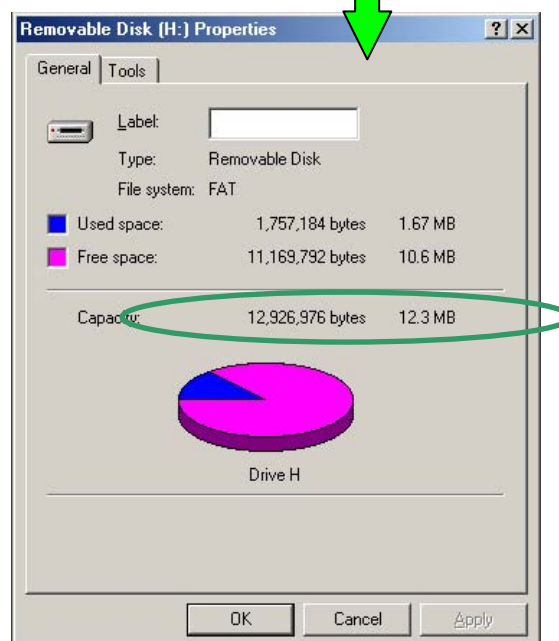 Removable Disk (H:) Properties
General Tools
Label:
Type: Removable Disk
File system: FAT
Used space: 1,757,184 bytes 1.67 MB
Free space: 11,169,792 bytes 10.6 MB
Capacity: 12,926,976 bytes 12.3 MB
Drive H
OK Cancel Apply